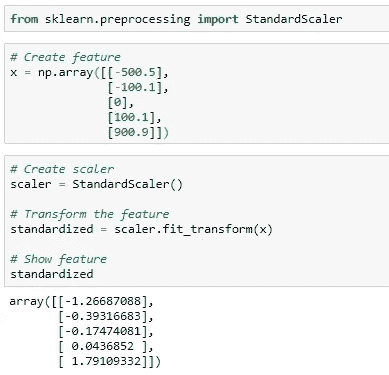 from sklearn.preprocessing import StandardScaler
# Create feature
x = np.array([[-500.5],
[-100.1],
[0],
[100.1],
[900.9]])
# Create scaler
scaler = StandardScaler()
# Transform the feature
standardized = scaler.fit_transform(x)
# Show feature
standardized
array([[-1.26687088],
[-0.39316683],
[-0.17474081],
[ 0.0436852 ],
[ 1.79109332]])